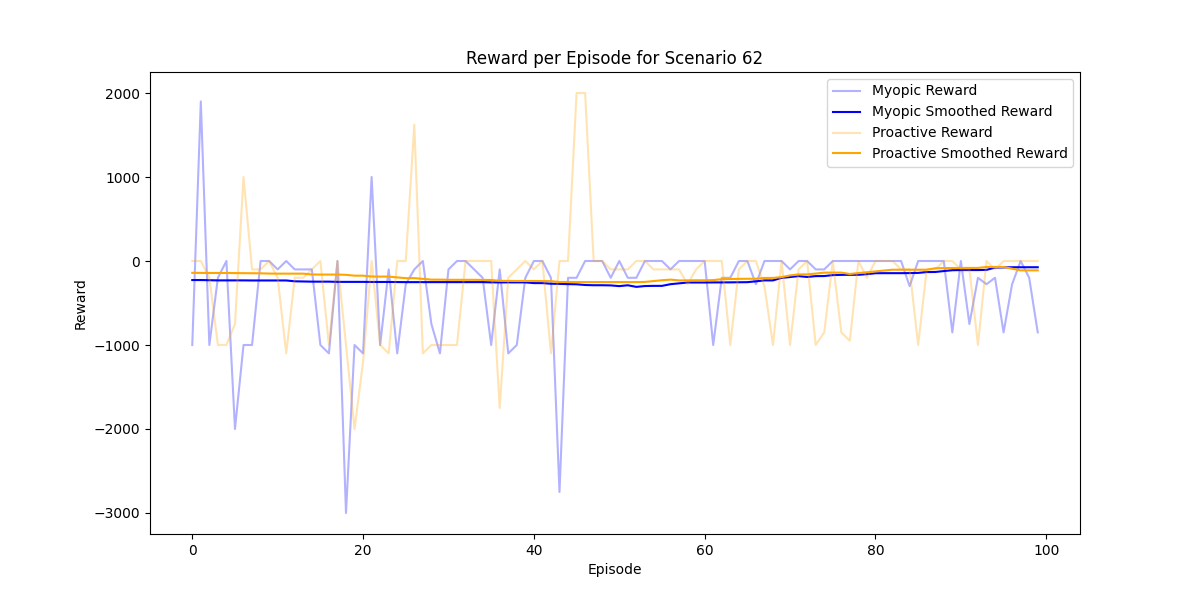 Reward per Episode for Scenario 62
Myopic Reward
Myopic Smoothed Reward
Proactive Reward
Proactive Smoothed Reward
2000
1000
0
−1000
−2000
−3000
Reward
0 20 40 60 80 100
Episode